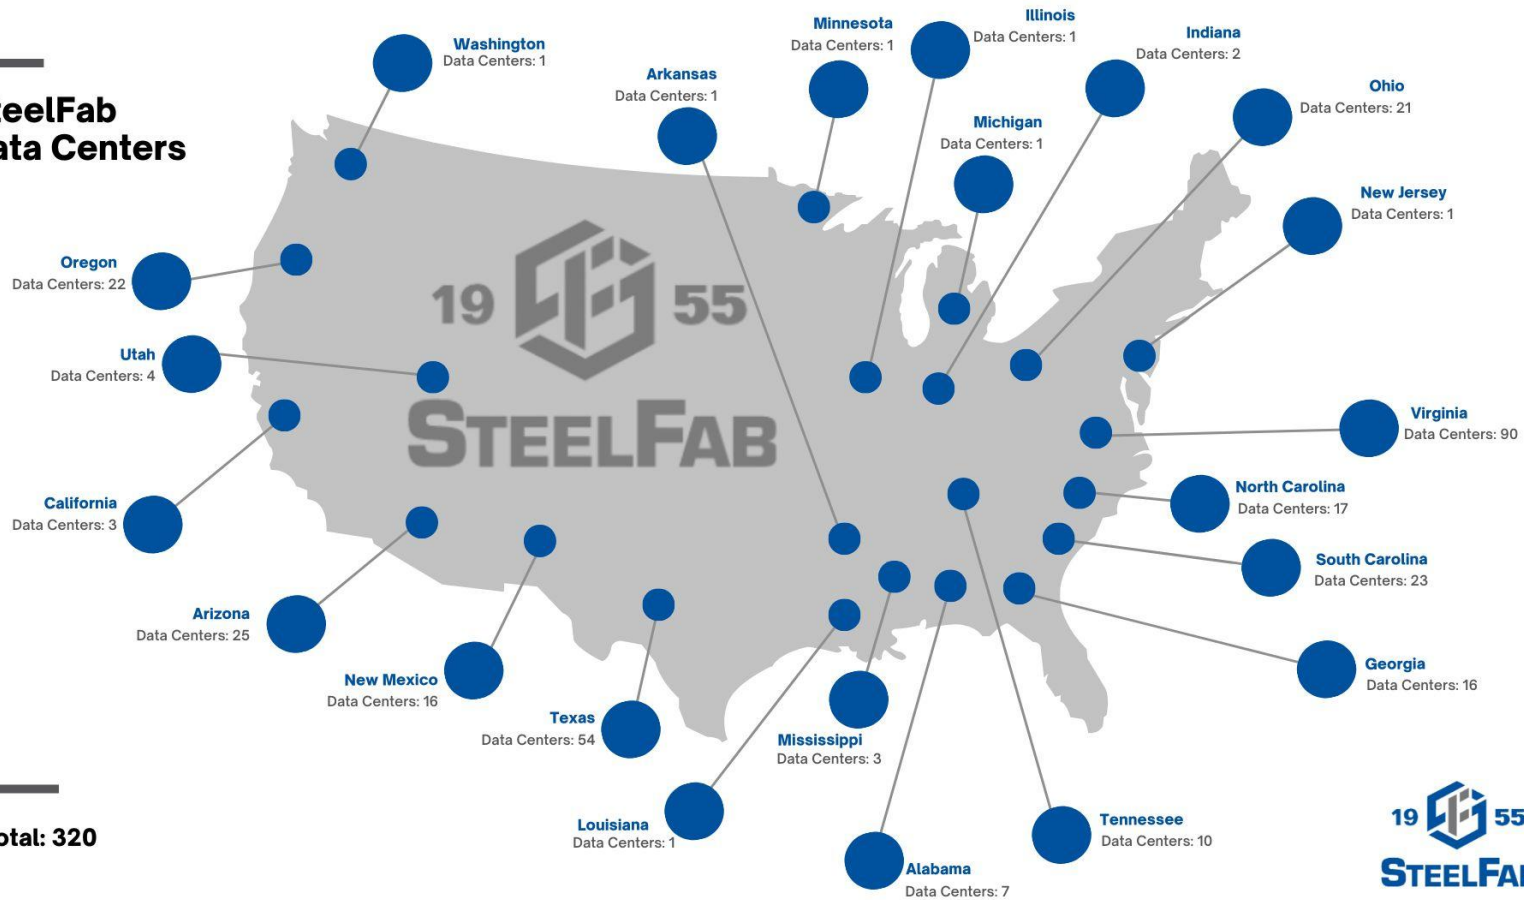 teelFab
ata Centers
Washington
Data Centers: 1
Arkansas
Data Centers: 1
Minnesota
Data Centers: 1
Illinois
Data Centers: 1
Indiana
Data Centers: 2
Michigan
Data Centers: 1
Ohio
Data Centers: 21
New Jersey
Data Centers: 1
Oregon
Data Centers: 22
Utah
Data Centers: 4
19 55
STEELFAB
California
Data Centers: 3
Virginia
Data Centers: 90
North Carolina
Data Centers: 17
South Carolina
Data Centers: 23
Arizona
Data Centers: 25
New Mexico
Data Centers: 16
Texas
Data Centers: 54
Georgia
Data Centers: 16
Mississippi
Data Centers: 3
Louisiana
Data Centers: 1
Tennessee
Data Centers: 10
Alabama
Data Centers: 7
otal: 320
19 55
STEELFAB